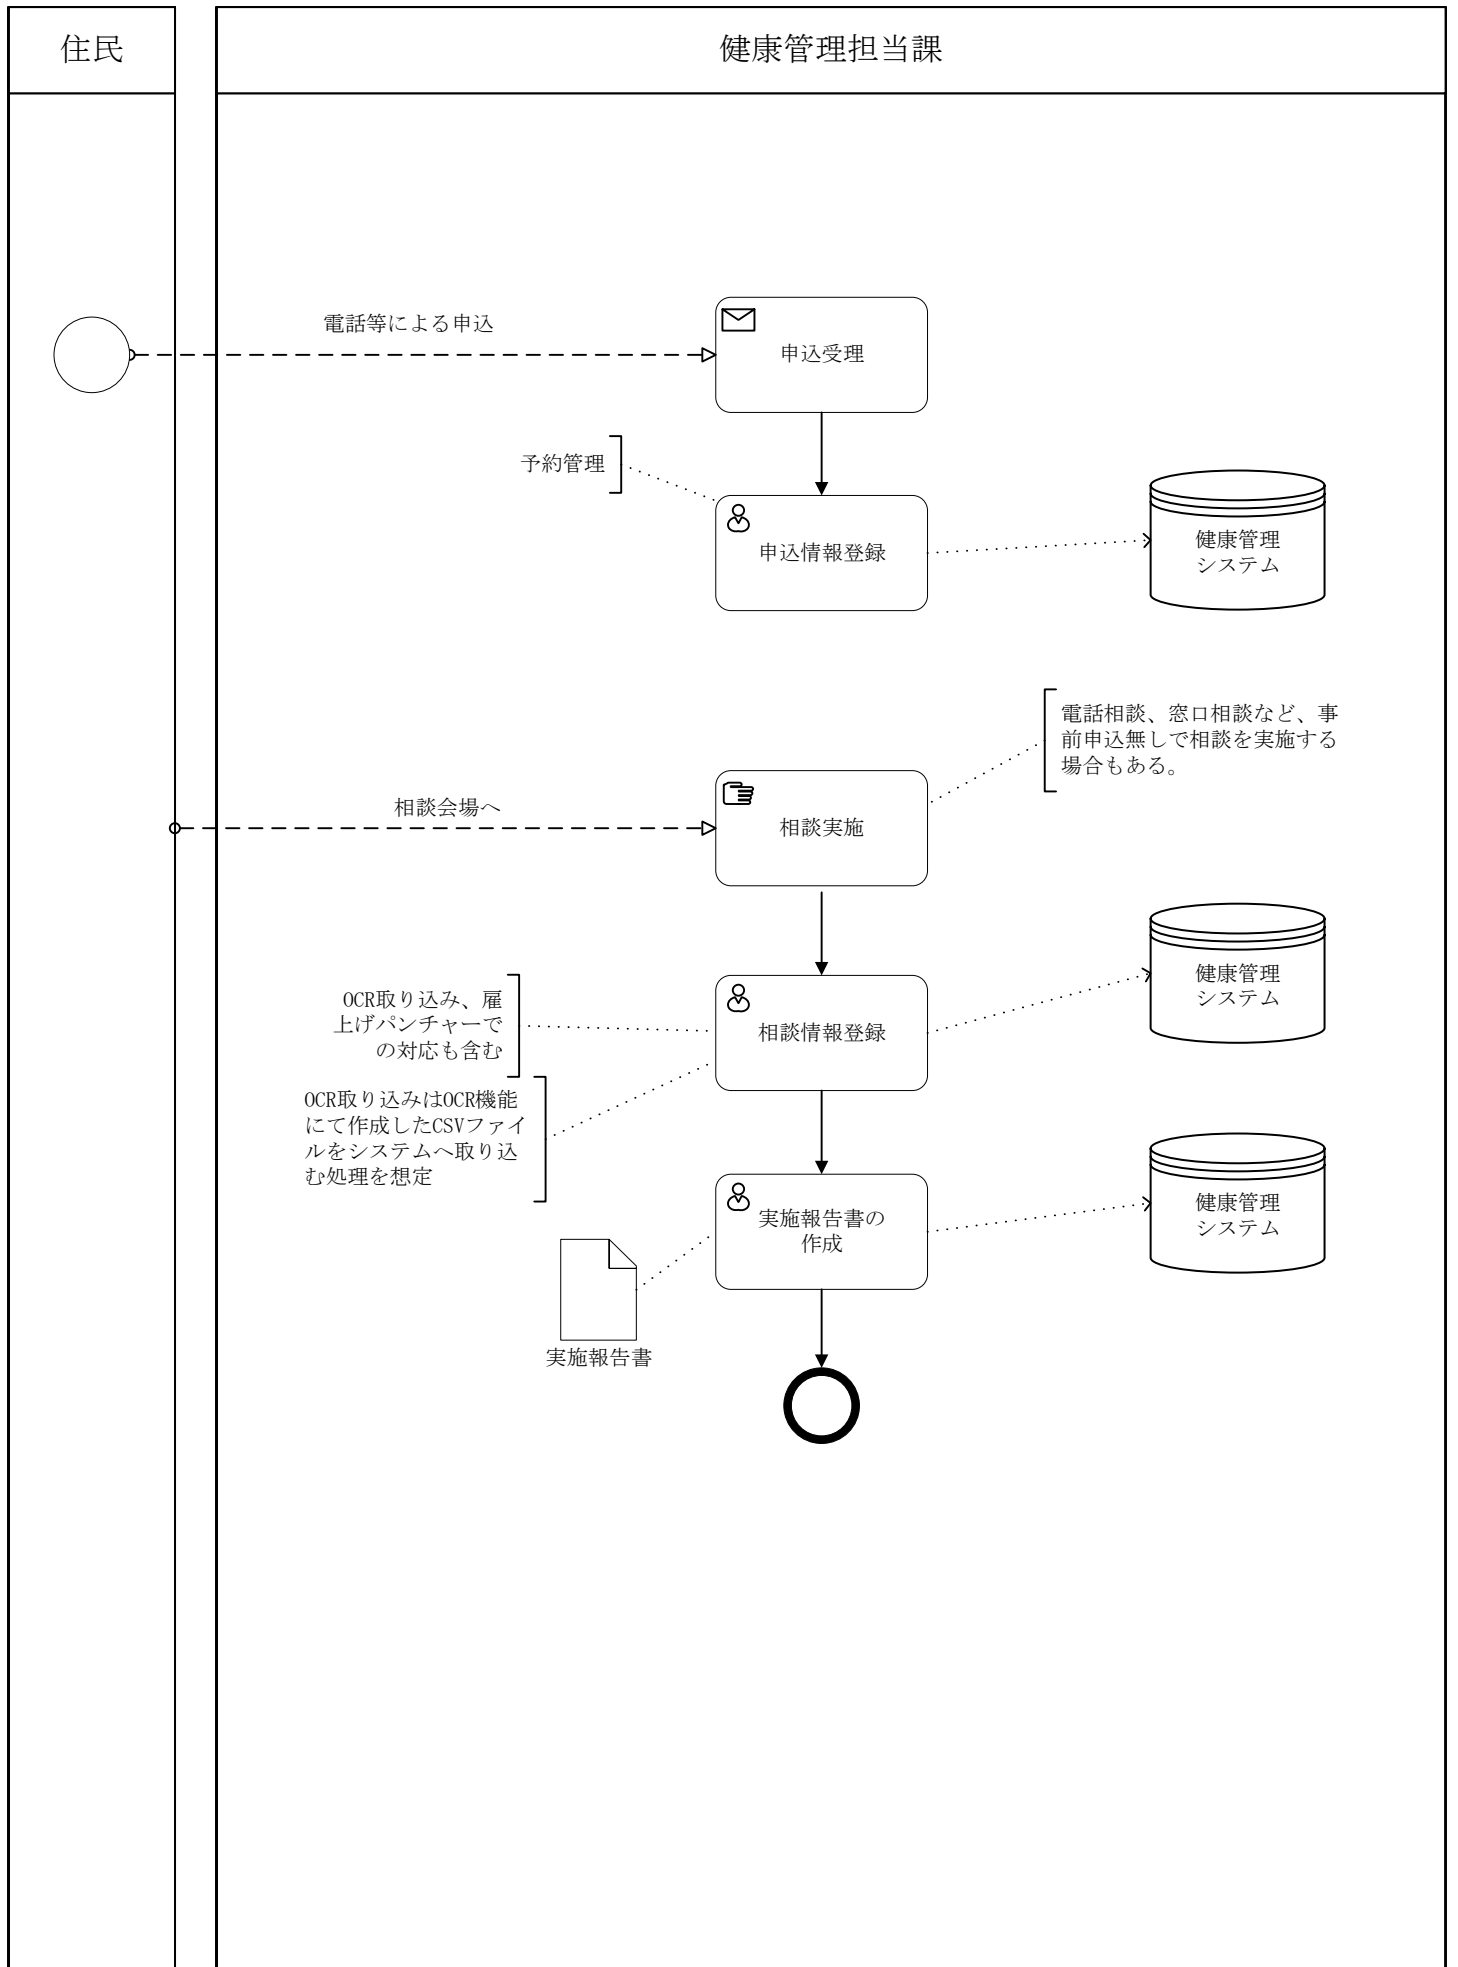 住民
健康管理担当課
電話等による申込
申込受理
予約管理
申込情報登録
健康管理
システム
電話相談、窓口相談など、事
前申込無しで相談を実施する
場合もある。
相談会場へ
相談実施
OCR取り込み、雇
上げパンチャーで
の対応も含む
相談情報登録
健康管理
システム
OCR取り込みはOCR機能
にて作成したCSVファイ
ルをシステムへ取り込
む処理を想定
実施報告書の
作成
健康管理
システム
実施報告書